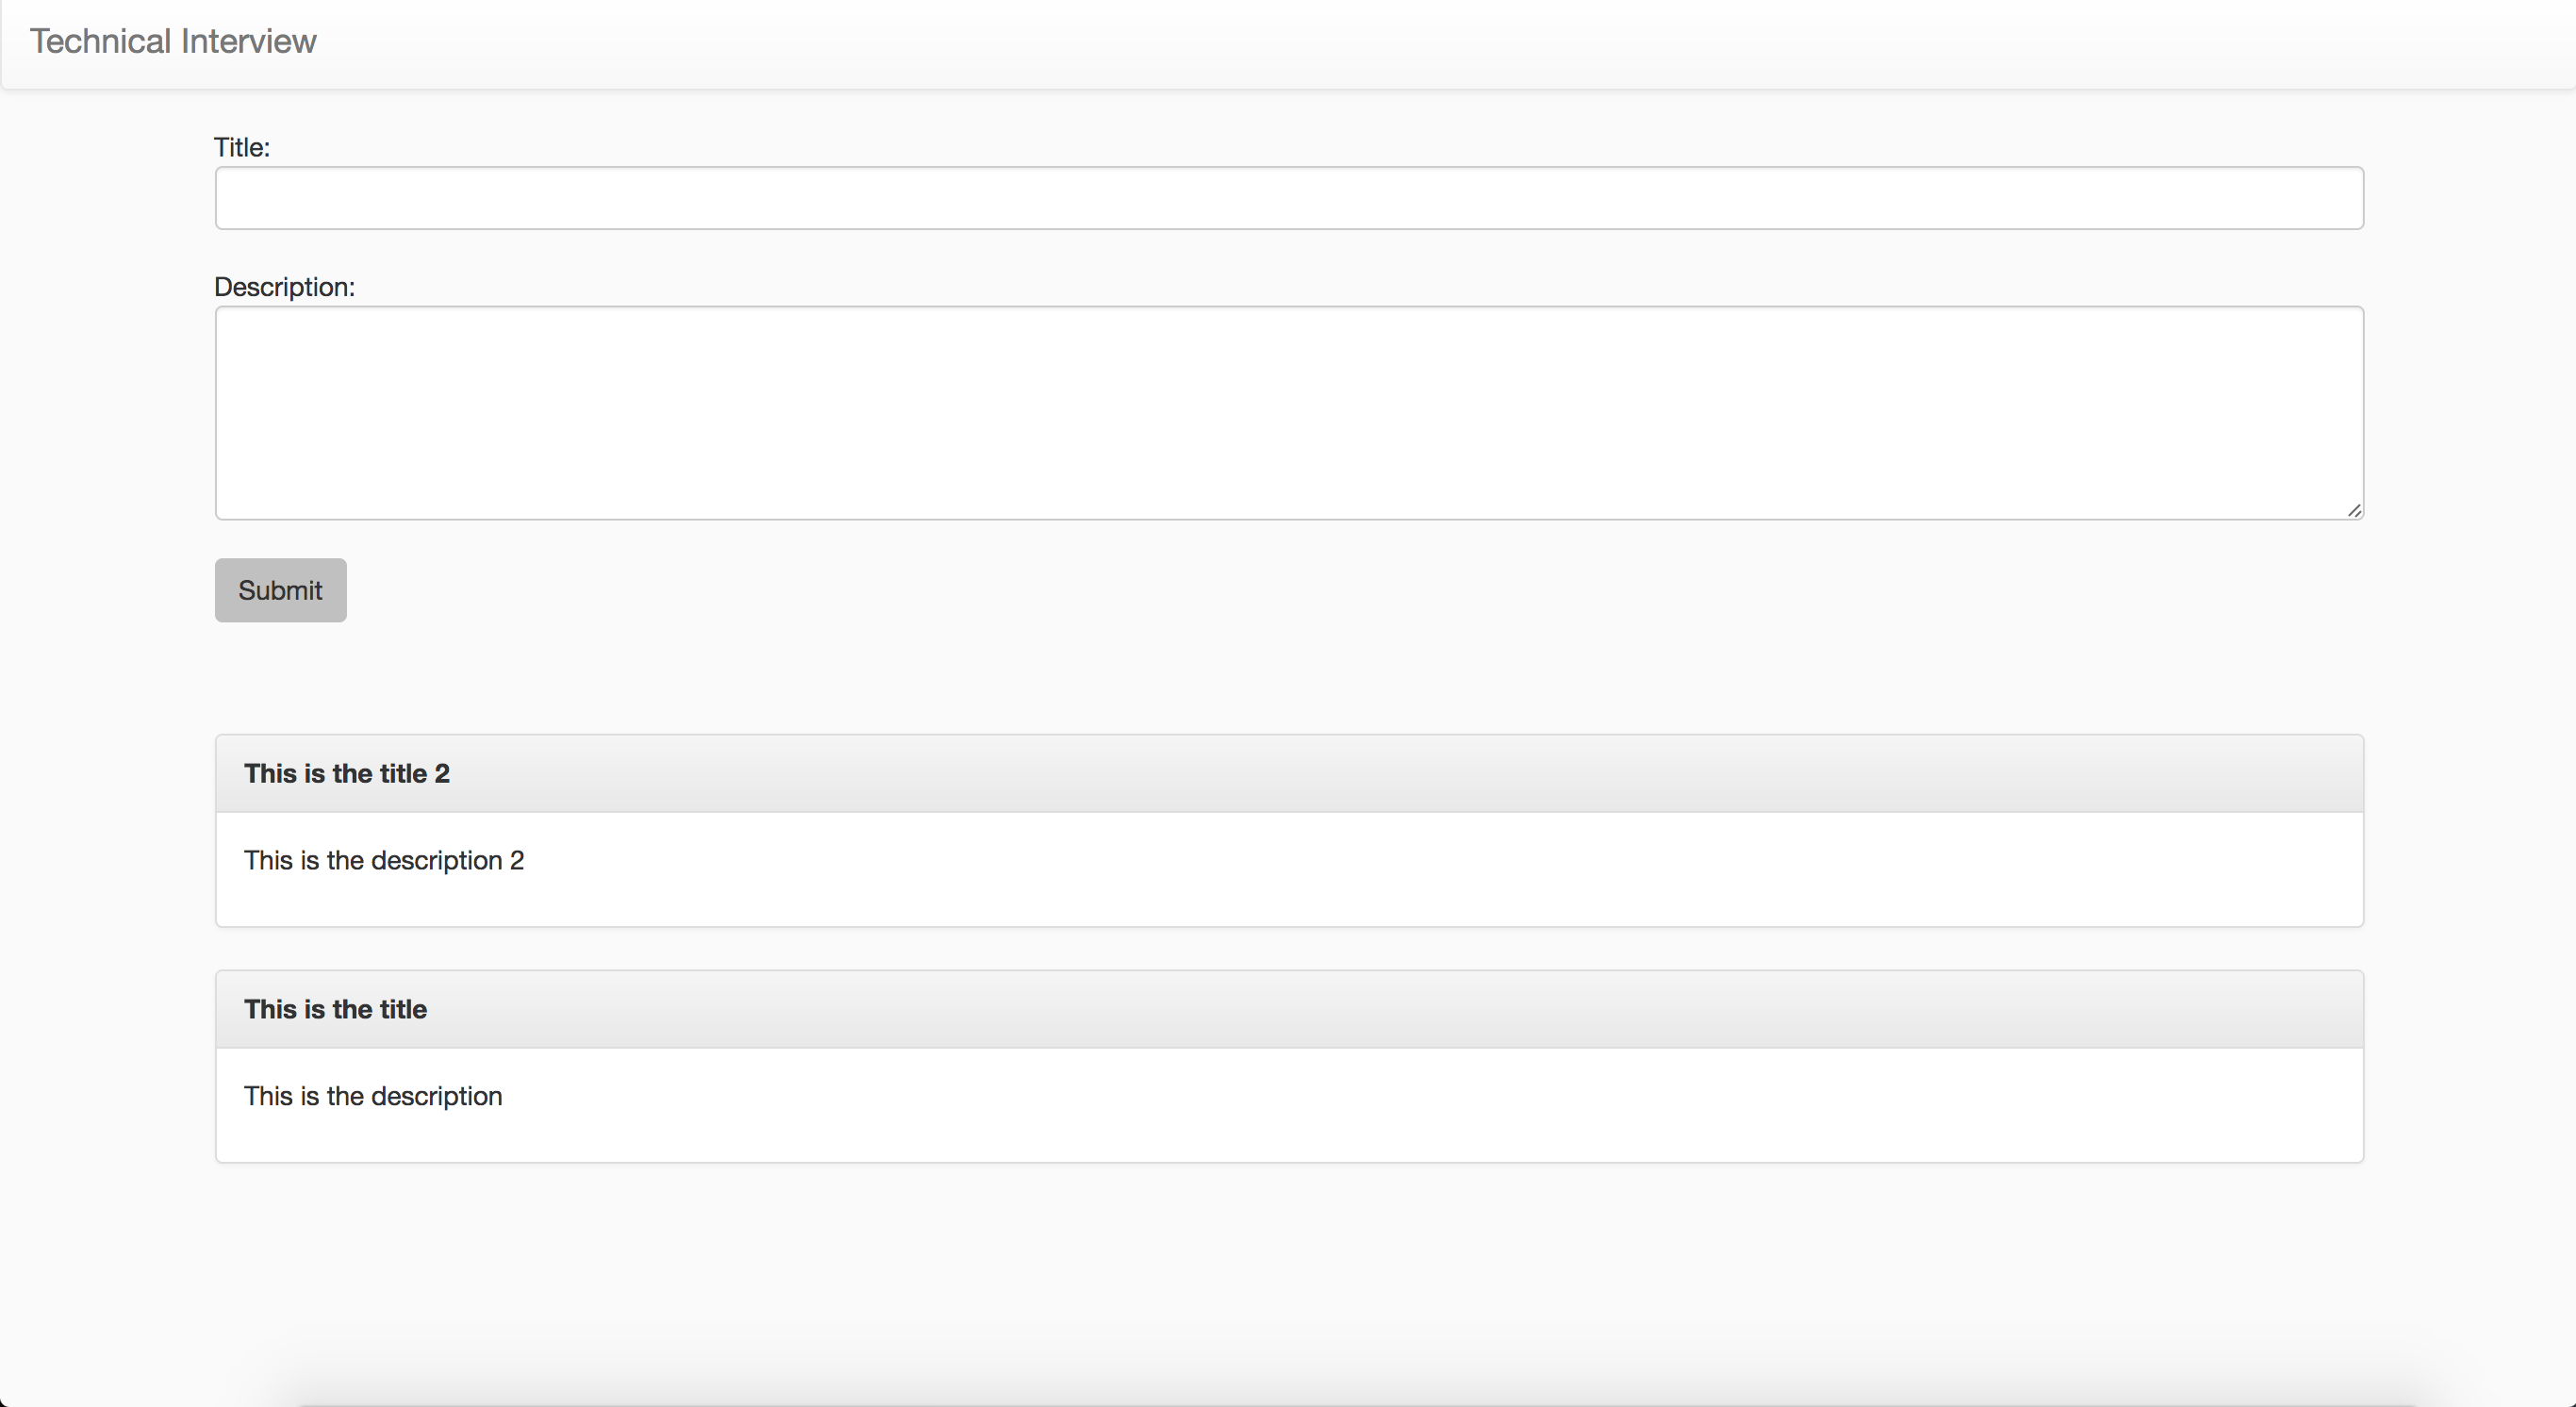 Technical Interview
Title:
Description:
Submit
This is the title 2
This is the description 2
This is the title
This is the description